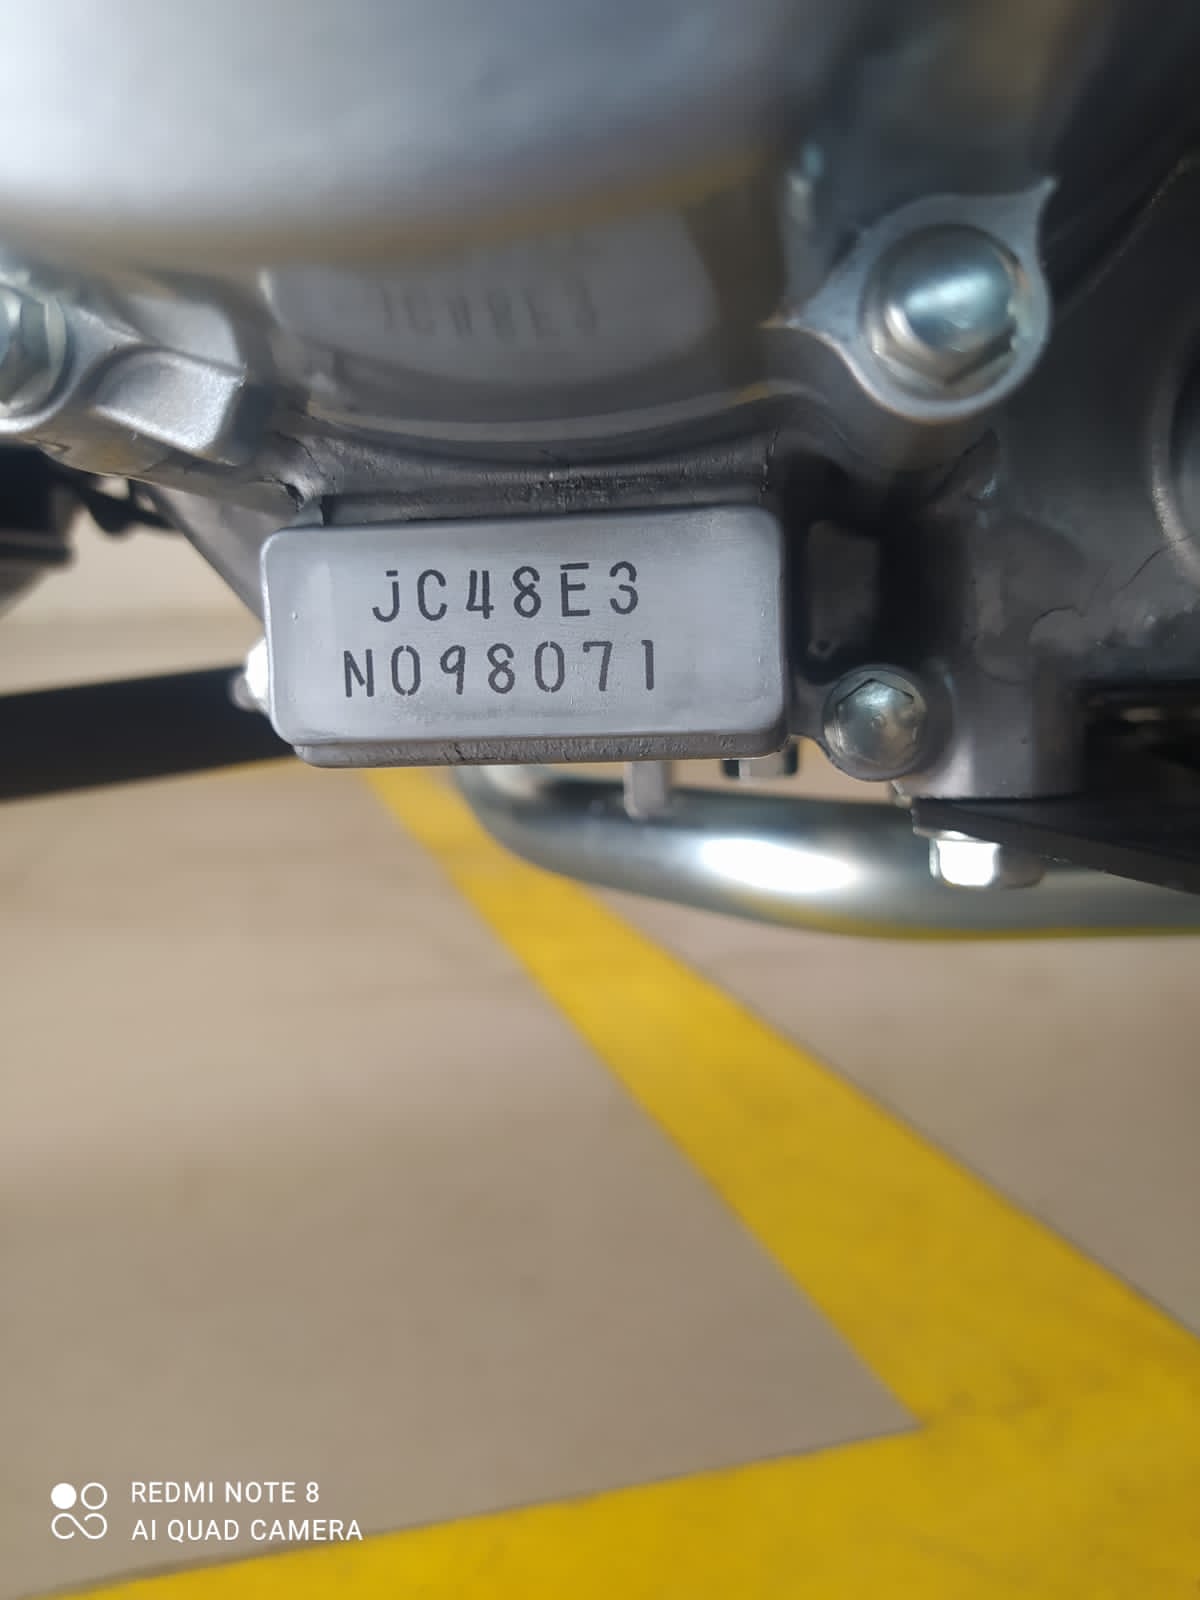 JC48E3
N098071
REDMI NOTE 8
AI QUAD CAMERA